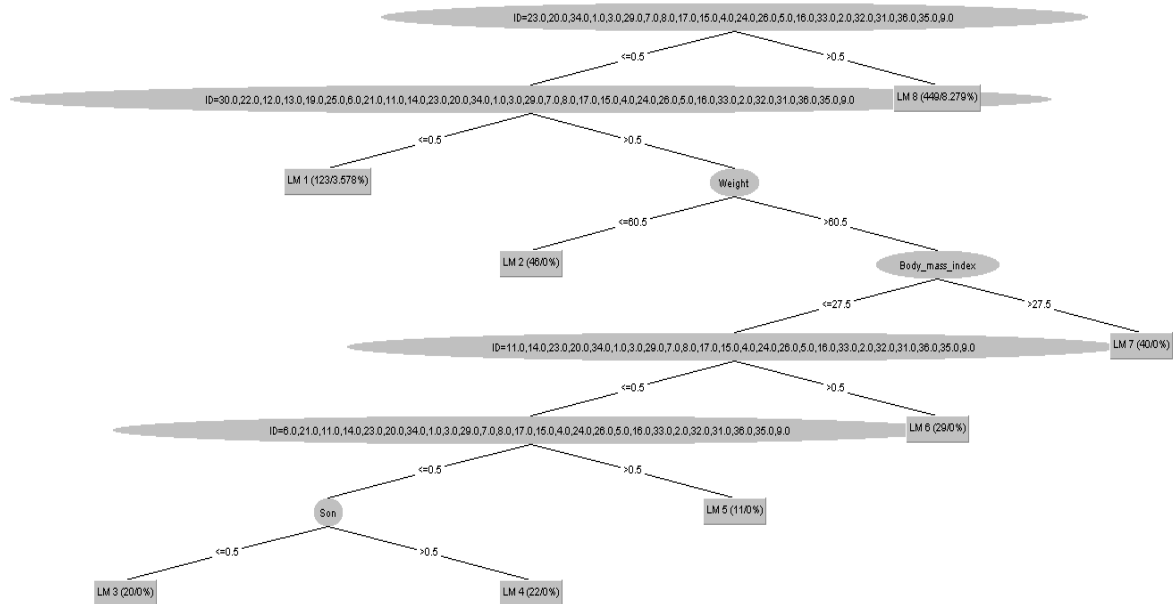 ID=23.0,20.0,34.0,1.0,3.0,29.0,7.0,8.0,17.0,15.0,4.0,24.0,26.0,5.0,16.0,33.0,2.0,32.0,31.0,36.0,35.0,9.0
<=0.5
>0.5
ID=30.0,22.0,12.0,13.0,19.0,25.0,6.0,21.0,11.0,14.0,23.0,20.0,34.0,1.0,3.0,29.0,7.0,8.0,17.0,15.0,4.0,24.0,26.0,5.0,16.0,33.0,2.0,32.0,31.0,36.0,35.0,9.0
LM 8 (449/8.279%)
<=0.5
>0.5
LM 1 (123/3.578%)
Weight
<=60.5
>60.5
LM 2 (46/0%)
Body_mass_index
<=27.5
>27.5
ID=11.0,14.0,23.0,20.0,34.0,1.0,3.0,29.0,7.0,8.0,17.0,15.0,4.0,24.0,26.0,5.0,16.0,33.0,2.0,32.0,31.0,36.0,35.0,9.0
LM 7 (40/0%)
<=0.5
>0.5
ID=6.0,21.0,11.0,14.0,23.0,20.0,34.0,1.0,3.0,29.0,7.0,8.0,17.0,15.0,4.0,24.0,26.0,5.0,16.0,33.0,2.0,32.0,31.0,36.0,35.0,9.0
LM 6 (29/0%)
<=0.5
>0.5
Son
LM 5 (11/0%)
<=0.5
>0.5
LM 3 (20/0%)
LM 4 (22/0%)